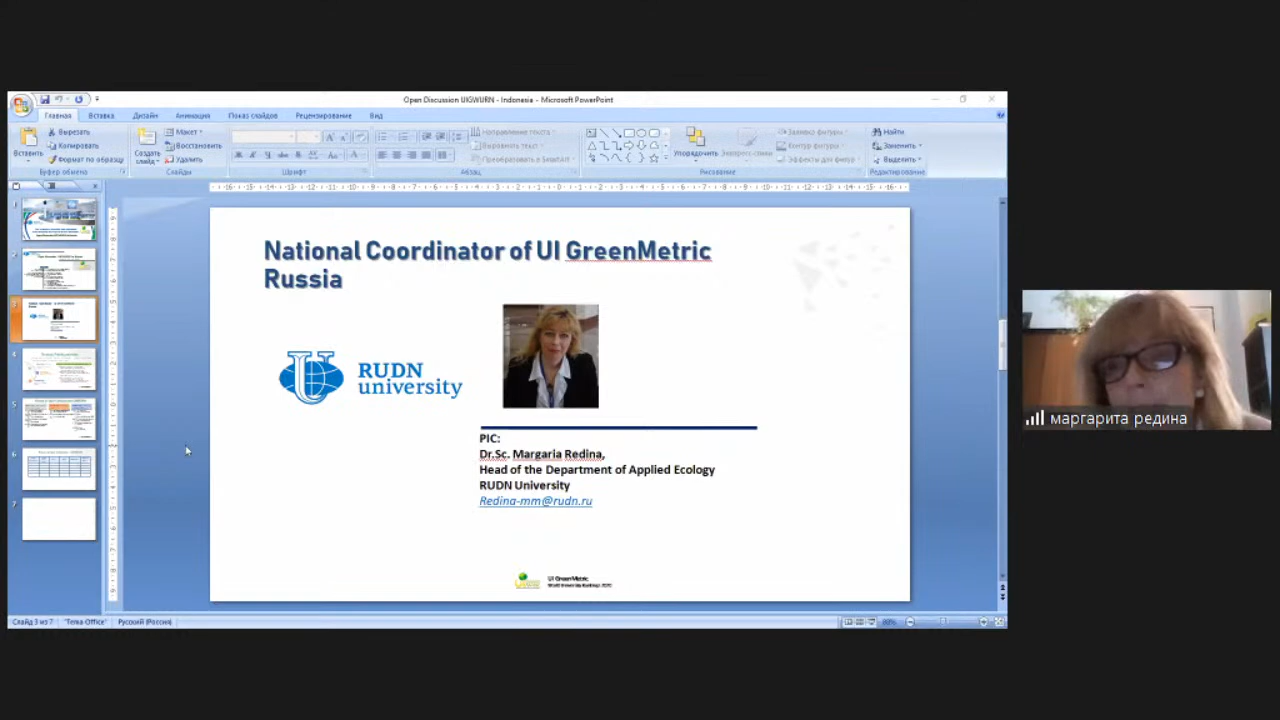 Open Discussion UIGWURN - Indonesia - Microsoft PowerPoint
Главная Вставка Дизайн Анимация Показ слайдов Рецензирование Вид
Вставить
Вырезать
Копировать
Формат по образцу
Буфер обмена
Создать слайд
Макет
Восстановить
Удалить
Слайды
Шрифт
Направление текста
Выровнять текст
Преобразовать в SmartArt
Абзац
Упорядочить
Экспресс-стили
Заливка фигуры
Контур фигуры
Эффекты для фигур
Рисование
Найти
Заменить
Выделить
Редактирование
National Coordinator of UI GreenMetric
Russia
RUDN
university
PIC:
Dr.Sc. Margaria Redina,
Head of the Department of Applied Ecology
RUDN University
Redina-mm@rudn.ru
UI GreenMetric
World University Rankings 2020
маргарита редина
Слайд 3 из 7 "Тема Office" Русский (Россия)